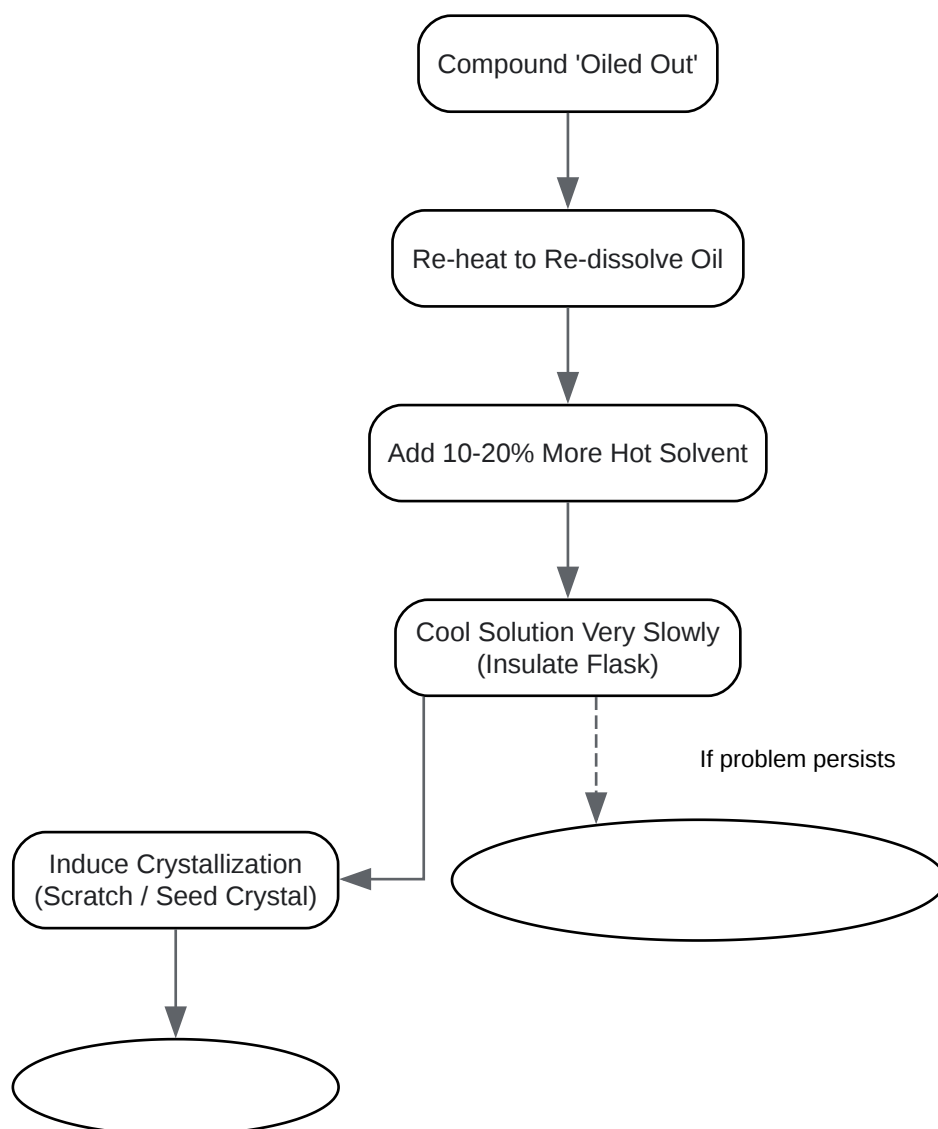 Compound 'Oiled Out'
Re-heat to Re-dissolve Oil
Add 10-20% More Hot Solvent
Cool Solution Very Slowly
(Insulate Flask)
If problem persists
Induce Crystallization
(Scratch / Seed Crystal)